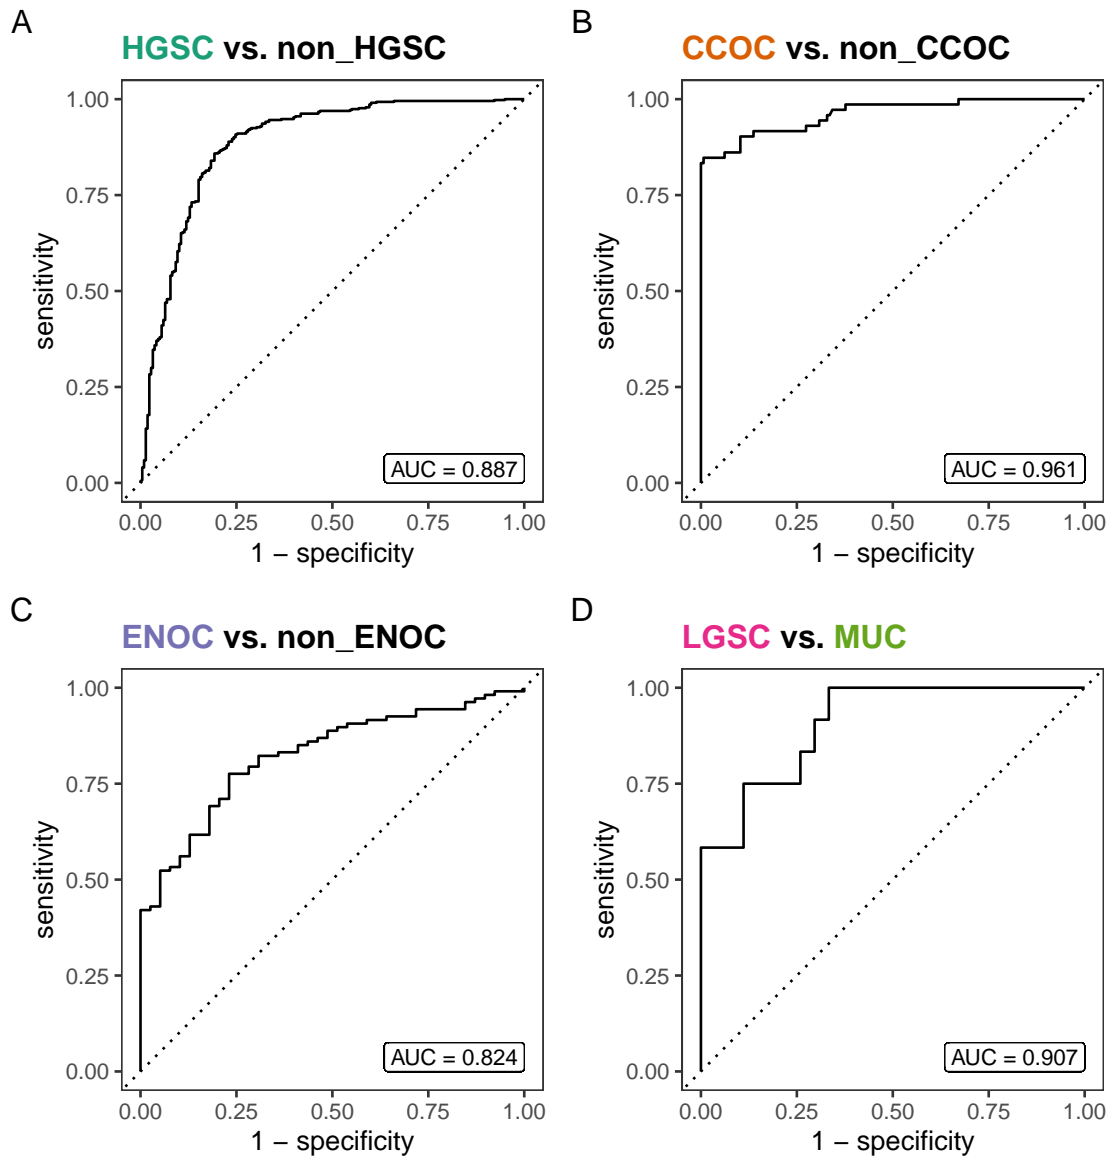 A
HGSC vs. non_HGSC
sensitivity
1.00
0.75
0.50
0.25
0.00
AUC = 0.887
0.00 0.25 0.50 0.75 1.00
1 − specificity
B
CCOC vs. non_CCOC
sensitivity
1.00
0.75
0.50
0.25
0.00
AUC = 0.961
0.00 0.25 0.50 0.75 1.00
1 − specificity
C
ENOC vs. non_ENOC
sensitivity
1.00
0.75
0.50
0.25
0.00
AUC = 0.824
0.00 0.25 0.50 0.75 1.00
1 − specificity
D
LGSC vs. MUC
sensitivity
1.00
0.75
0.50
0.25
0.00
AUC = 0.907
0.00 0.25 0.50 0.75 1.00
1 − specificity